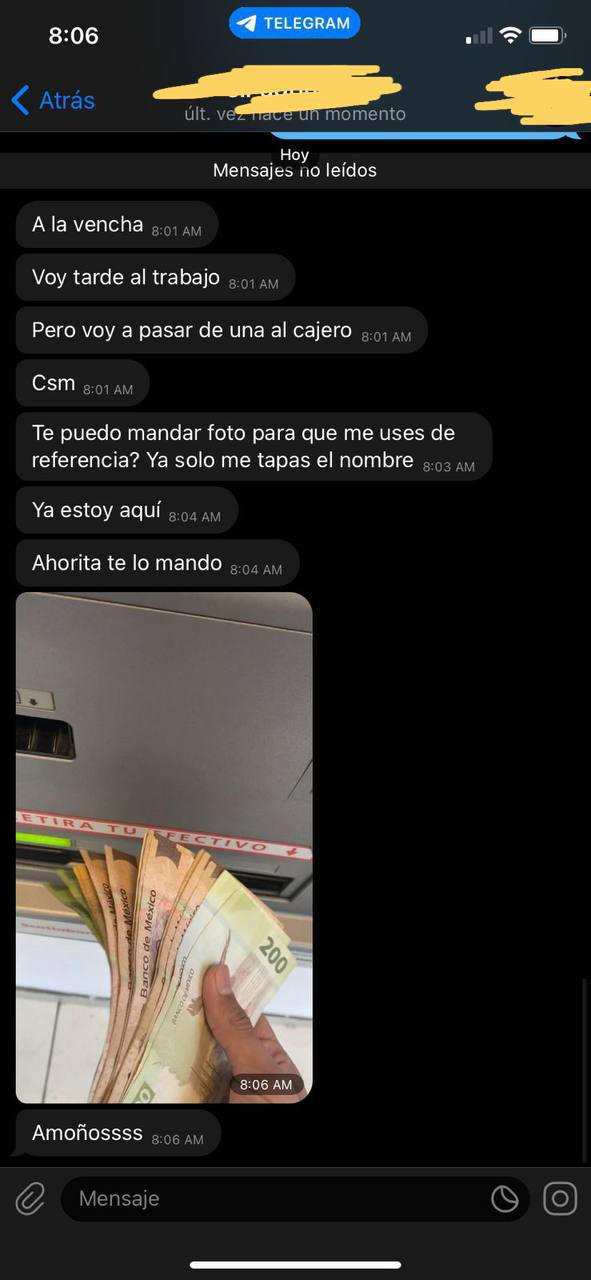 8:06
TELEGRAM
Atrás
últ. vez hace un momento
Hoy
Mensajes no leídos
A la vencha 8:01 AM
Voy tarde al trabajo 8:01 AM
Pero voy a pasar de una al cajero 8:01 AM
Csm 8:01 AM
Te puedo mandar foto para que me uses de
referencia? Ya solo me tapas el nombre 8:03 AM
Ya estoy aquí 8:04 AM
Ahorita te lo mando 8:04 AM
ETIRA TU EFECTIVO
Banco de México
200
8:06 AM
Amoñossss 8:06 AM
Mensaje